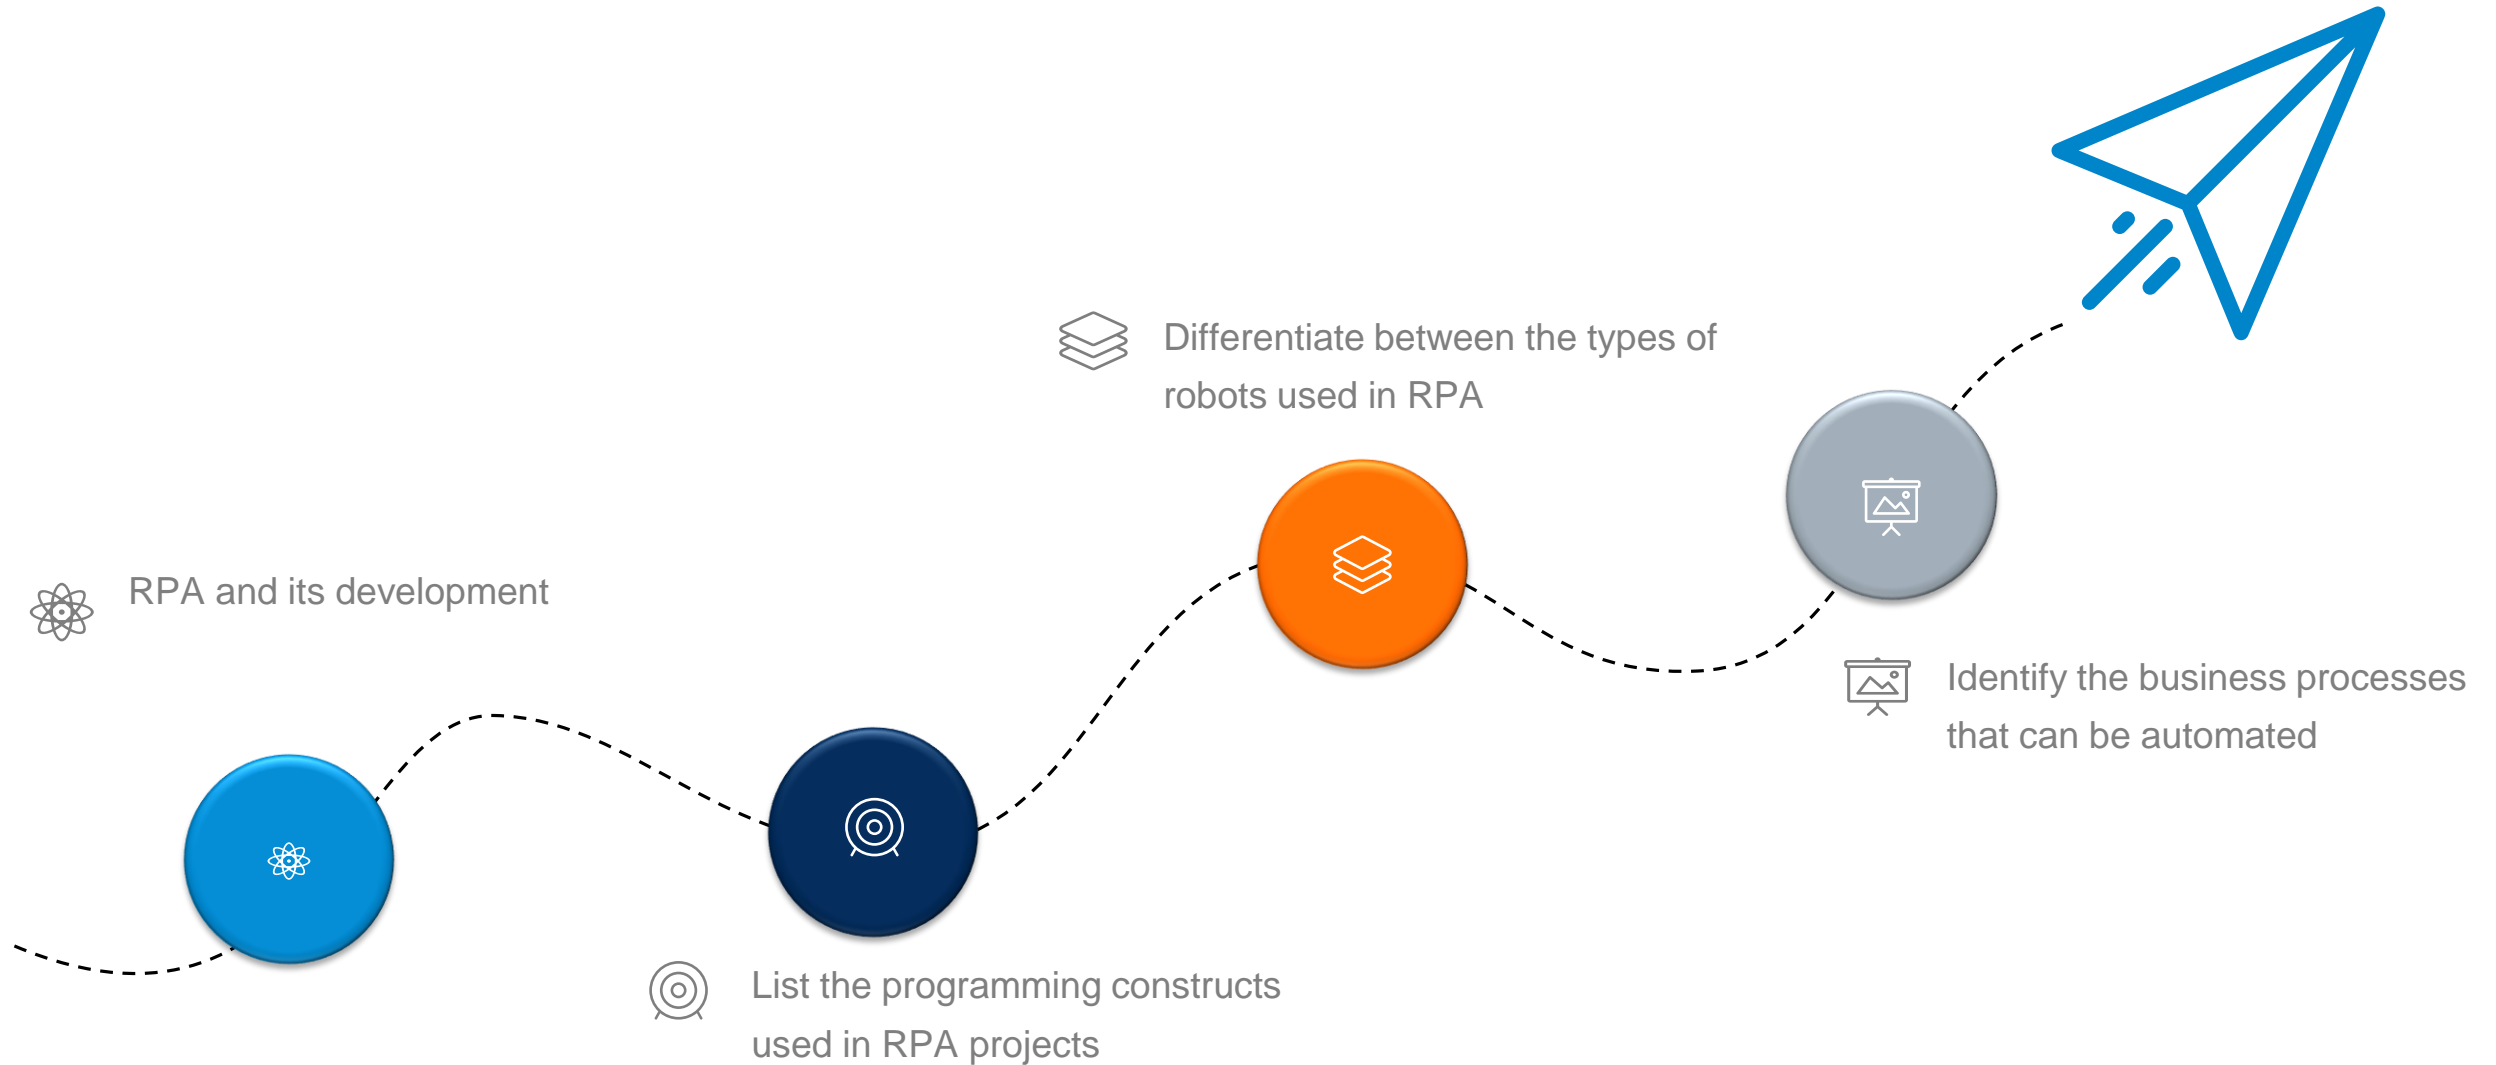 RPA and its development
List the programming constructs
used in RPA projects
Differentiate between the types of
robots used in RPA
Identify the business processes
that can be automated